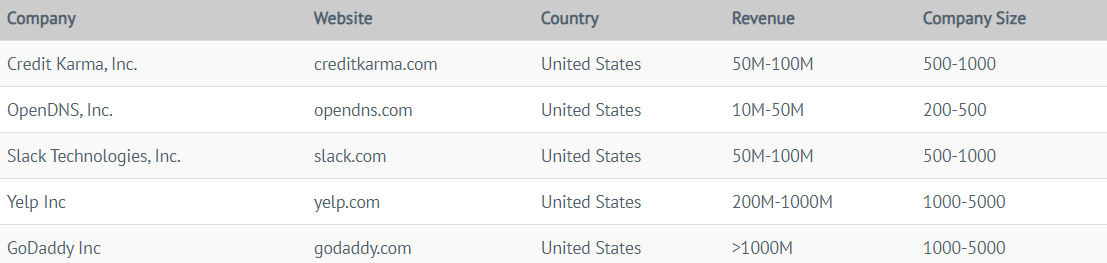 Company Website Country Revenue Company Size
Credit Karma, Inc. creditkarma.com United States 50M-100M 500-1000
OpenDNS, Inc. opendns.com United States 10M-50M 200-500
Slack Technologies, Inc. slack.com United States 50M-100M 500-1000
Yelp Inc yelp.com United States 200M-1000M 1000-5000
GoDaddy Inc godaddy.com United States >1000M 1000-5000